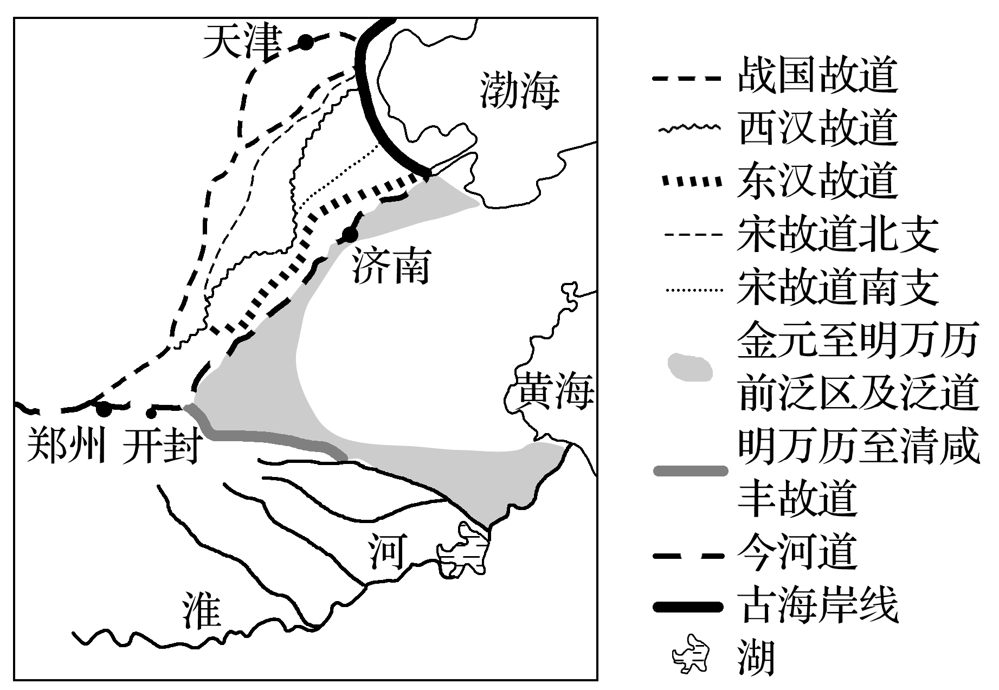 天津
渤海
济南
黄海
郑州 开封
河
淮
战国故道
西汉故道
东汉故道
宋故道北支
宋故道南支
金元至明万历
前泛区及泛道
明万历至清咸
丰故道
今河道
古海岸线
湖